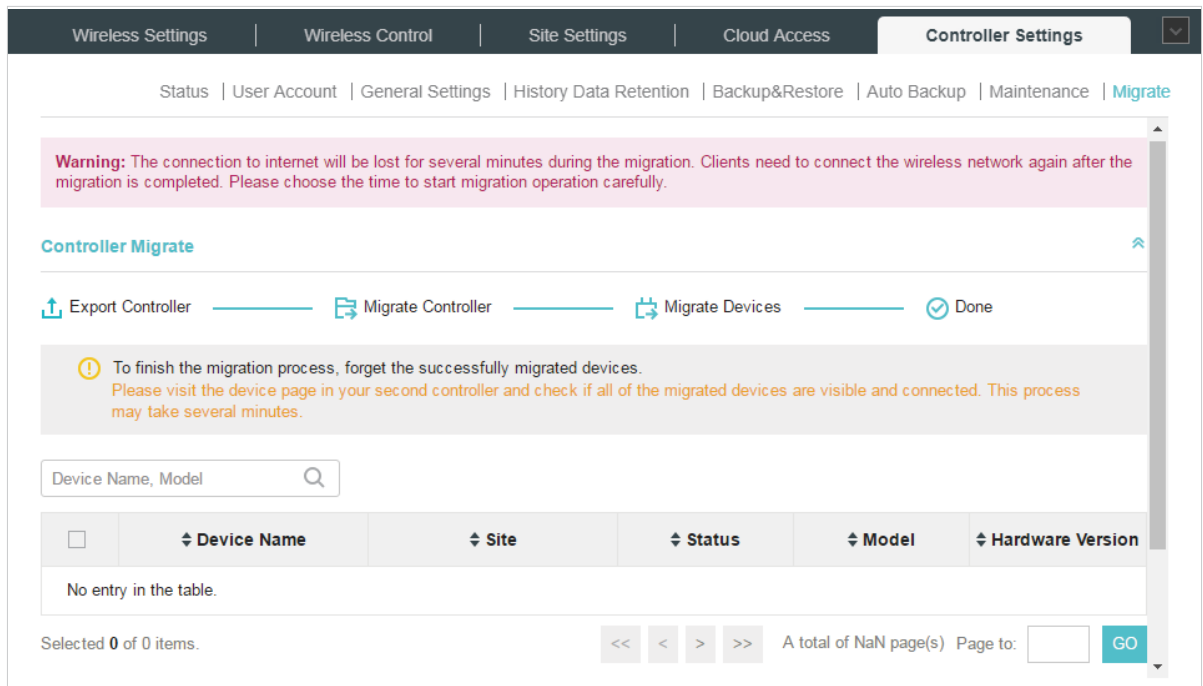 Wireless Settings | Wireless Control | Site Settings | Cloud Access Controller Settings
Status | User Account | General Settings | History Data Retention | Backup&Restore | Auto Backup | Maintenance | Migrate
Warning: The connection to internet will be lost for several minutes during the migration. Clients need to connect the wireless network again after the
migration is completed. Please choose the time to start migration operation carefully.
Controller Migrate
Export Controller Migrate Controller Migrate Devices Done
To finish the migration process, forget the successfully migrated devices.
Please visit the device page in your second controller and check if all of the migrated devices are visible and connected. This process
may take several minutes.
Device Name, Model
Device Name Site Status Model Hardware Version
No entry in the table.
Selected 0 of 0 items. << < > >> A total of NaN page(s) Page to: GO